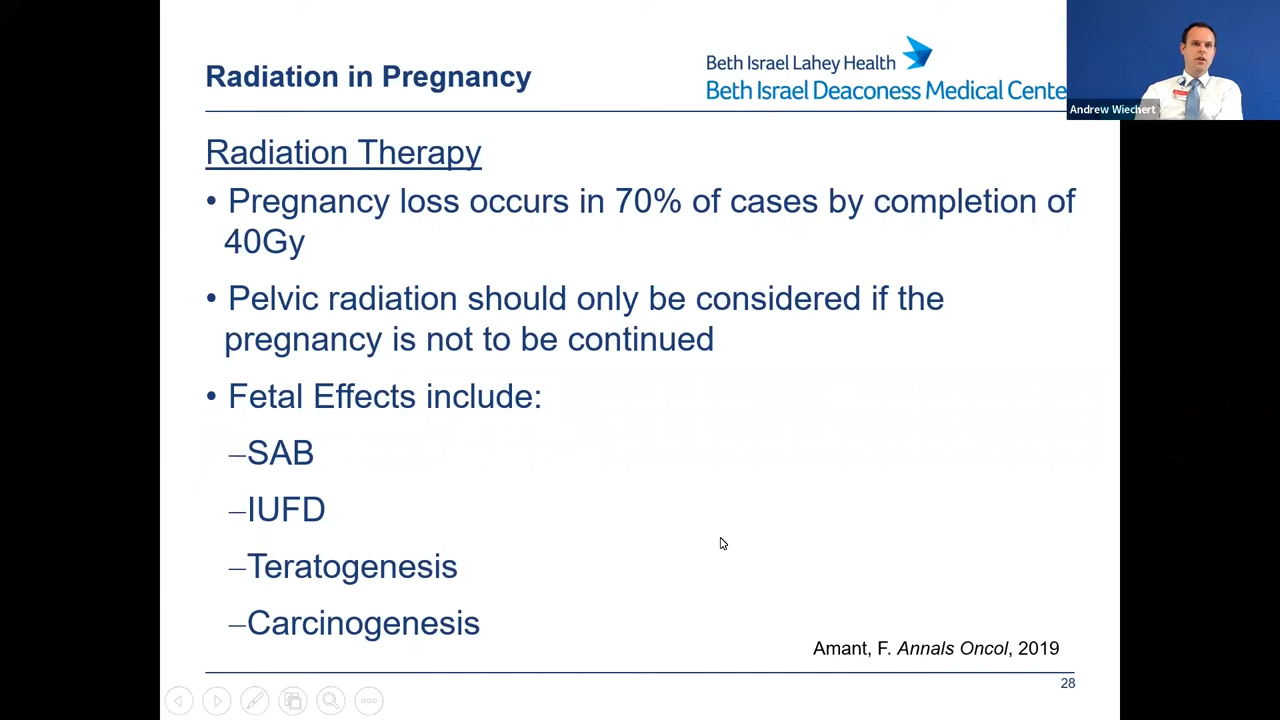 Radiation in Pregnancy
Beth Israel Lahey Health
Beth Israel Deaconess Medical Cente
Andrew Wiechert
Radiation Therapy
• Pregnancy loss occurs in 70% of cases by completion of
40Gy
• Pelvic radiation should only be considered if the
pregnancy is not to be continued
• Fetal Effects include:
–SAB
–IUFD
–Teratogenesis
–Carcinogenesis
Amant, F. Annals Oncol, 2019
28